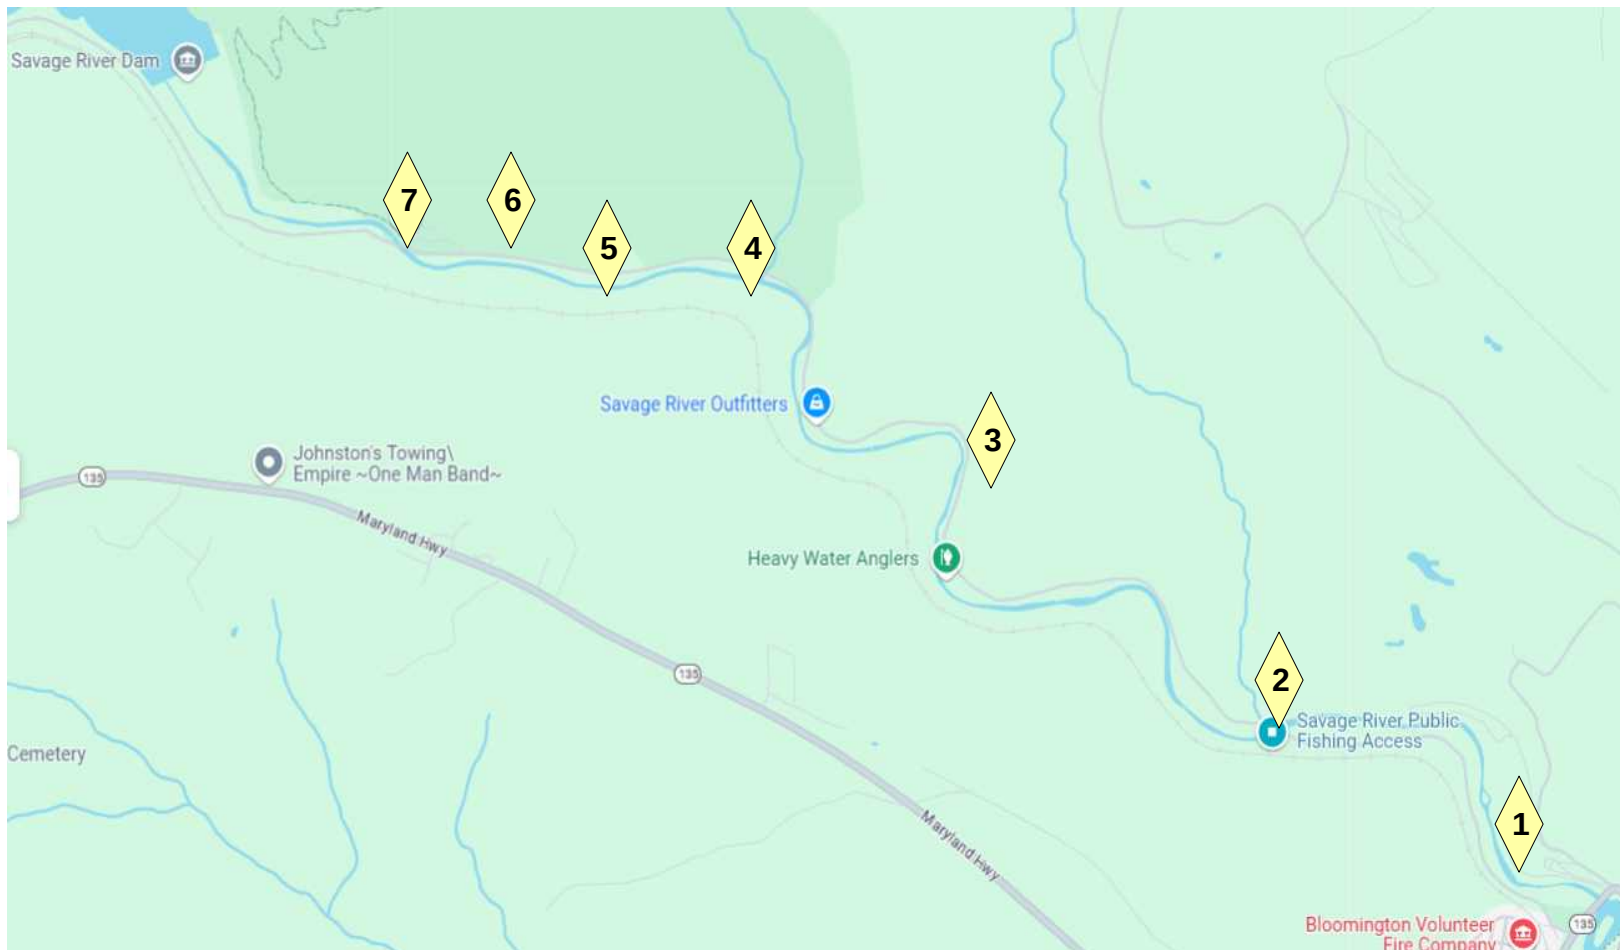 Savage River Dam
7
6
5
4
Savage River Outfitters
3
Johnston's Towing\
Empire ~One Man Band~
135
Maryland Hwy
Heavy Water Anglers
135
2
Savage River Public
Fishing Access
Cemetery
1
Maryland Hwy
Bloomington Volunteer
Fire Company
135